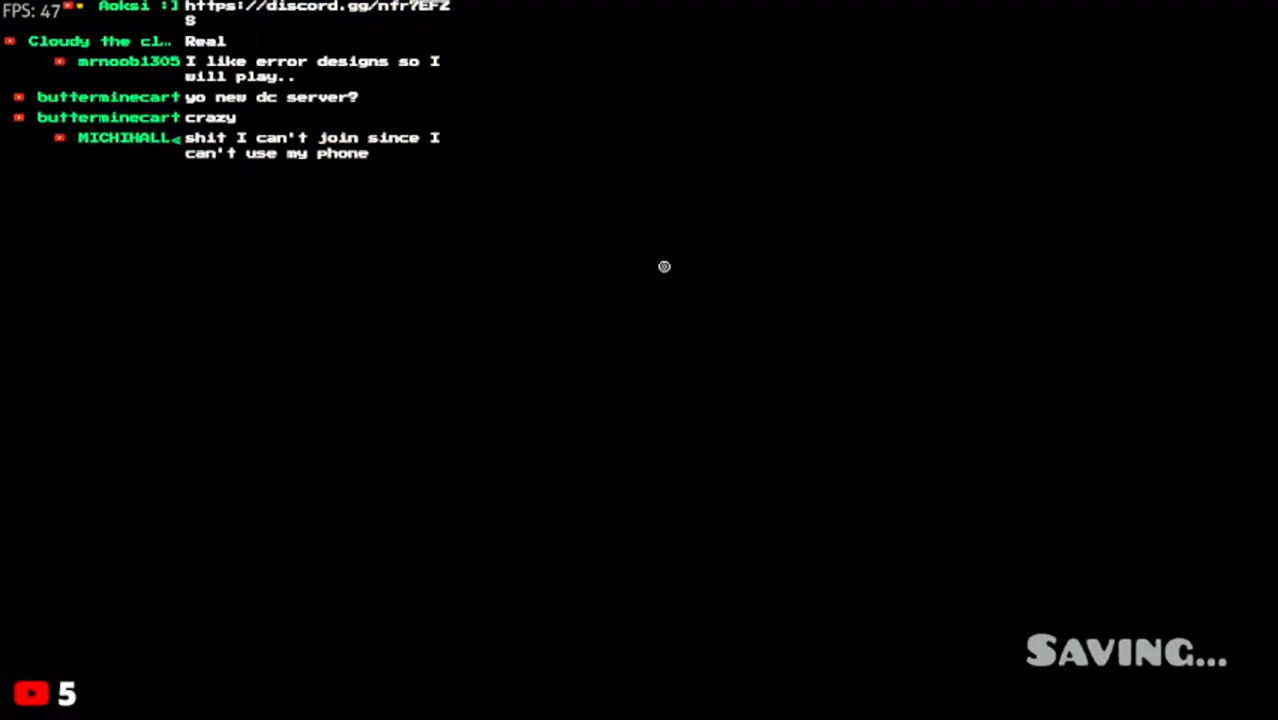 FPS: 47 Aoksi :] https://discord.gg/nfr7EFZ
8
Cloudy the cl… Real
mrnoob1305 I like error designs so I
will play..
butterminecart yo new dc server?
butterminecart crazy
MICHIHALL shit I can't join since I
can't use my phone
SAVING...
5